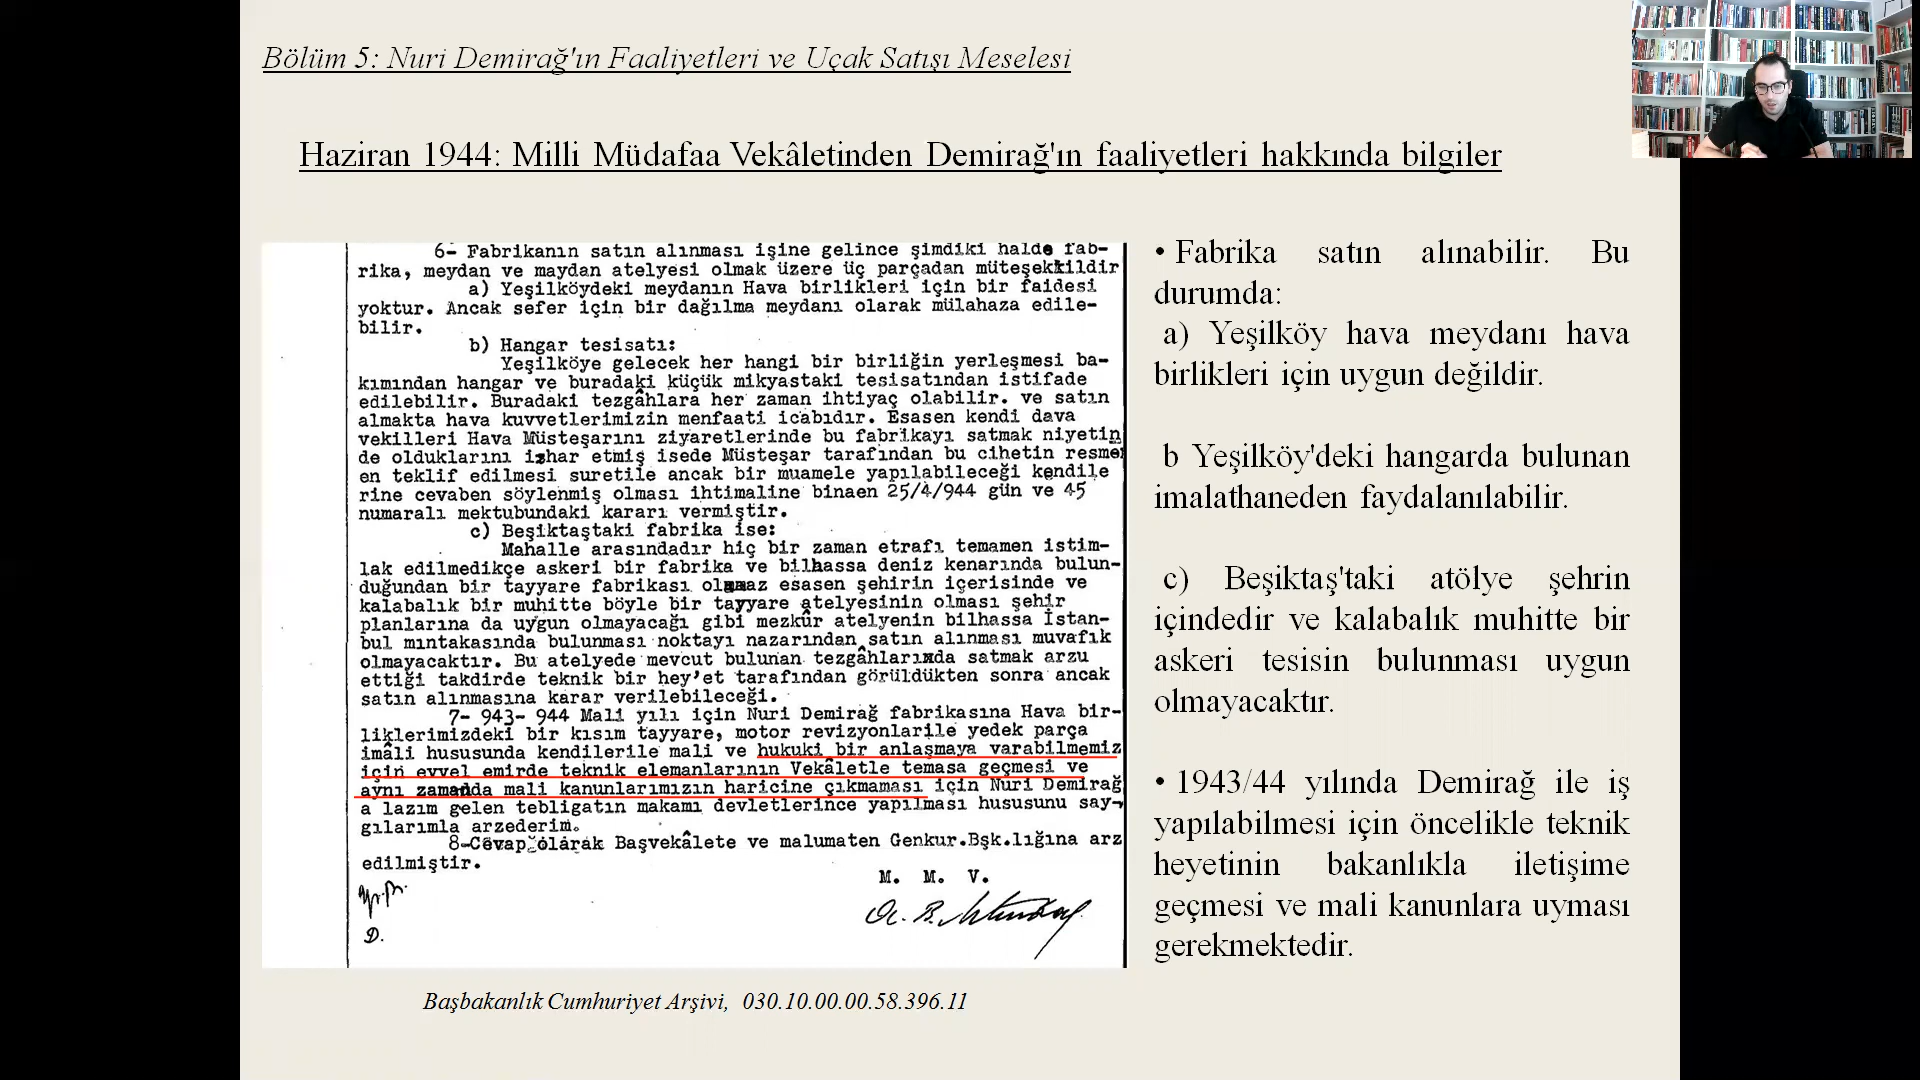 Bölüm 5: Nuri Demirağ'ın Faaliyetleri ve Uçak Satışı Meselesi
Haziran 1944: Milli Müdafaa Vekâletinden Demirağ'ın faaliyetleri hakkında bilgiler
6- Fabrikanın satın alınması işine gelince şimdiki halde fab-
rika, meydan ve maydan atelyesi olmak üzere üç parçadan müteşekkildir
a) Yeşilköydeki meydanın Hava birlikleri için bir faidesi
yoktur. Ancak sefer için bir dağılma meydanı olarak mülahaza edile-
bilir.
b) Hangar tesisatı:
Yeşilköye gelecek her hangi bir birliğin yerleşmesi ba-
kımından hangar ve buradaki küçük mikyastaki tesisatından istifade
edilebilir. Buradaki tezgâhlara her zaman ihtiyaç olabilir. ve satın
almakta hava kuvvetlerimizin menfaati icabıdır. Esasen kendi dava
vekilleri Hava Müsteşarını ziyaretlerinde bu fabrikayı satmak niyetin
de olduklarını izhar etmiş isede Müsteşar tarafından bu cihetin resme
en teklif edilmesi suretile ancak bir muamele yapılabileceği kendile
rine cevaben söylenmiş olması ihtimaline binaen 25/4/944 gün ve 45
numaralı mektubundaki kararı vermiştir.
c) Beşiktaştaki fabrika ise:
Mahalle arasındadır hiç bir zaman etrafı temamen istim-
lak edilmedikçe askeri bir fabrika ve bilhassa deniz kenarında bulun-
duğundan bir tayyare fabrikası olamaz esasen şehirin içerisinde ve
kalabalık bir muhitte böyle bir tayyare atelyesinin olması şehir
planlarına da uygun olmayacağı gibi mezkûr atelyenin bilhassa İstan-
bul mıntakasında bulunması noktayı nazarından satın alınması muvafık
olmayacaktır. Bu atelyede mevcut bulunan tezgâhlarında satmak arzu
ettiği takdirde teknik bir hey'et tarafından görüldükten sonra ancak
satın alınmasına karar verilebileceği.
7- 943- 944 Mali yılı için Nuri Demirağ fabrikasına Hava bir-
liklerimizdeki bir kısım tayyare, motor revizyonlarile yedek parça
imâli hususunda kendilerile mali ve hukuki bir anlaşmaya varabilmemiz
için evvel emirde teknik elemanlarının Vekâletle temasa geçmesi ve
aynı zamanda mali kanunlarımızın haricine çıkmaması için Nuri Demirağ
a lazım gelen tebligatın makamı devletlerince yapılması hususunu say-
gılarımla arzederim.
8-Cevap olarak Başvekâlete ve malumaten Genkur.Bşk.lığına arz
edilmiştir.
M. M. V.
D.
Başbakanlık Cumhuriyet Arşivi, 030.10.00.00.58.396.11
• Fabrika satın alınabilir. Bu
durumda:
a) Yeşilköy hava meydanı hava
birlikleri için uygun değildir.
b Yeşilköy'deki hangarda bulunan
imalathaneden faydalanılabilir.
c) Beşiktaş'taki atölye şehrin
içindedir ve kalabalık muhitte bir
askeri tesisin bulunması uygun
olmayacaktır.
• 1943/44 yılında Demirağ ile iş
yapılabilmesi için öncelikle teknik
heyetinin bakanlıkla iletişime
geçmesi ve mali kanunlara uyması
gerekmektedir.